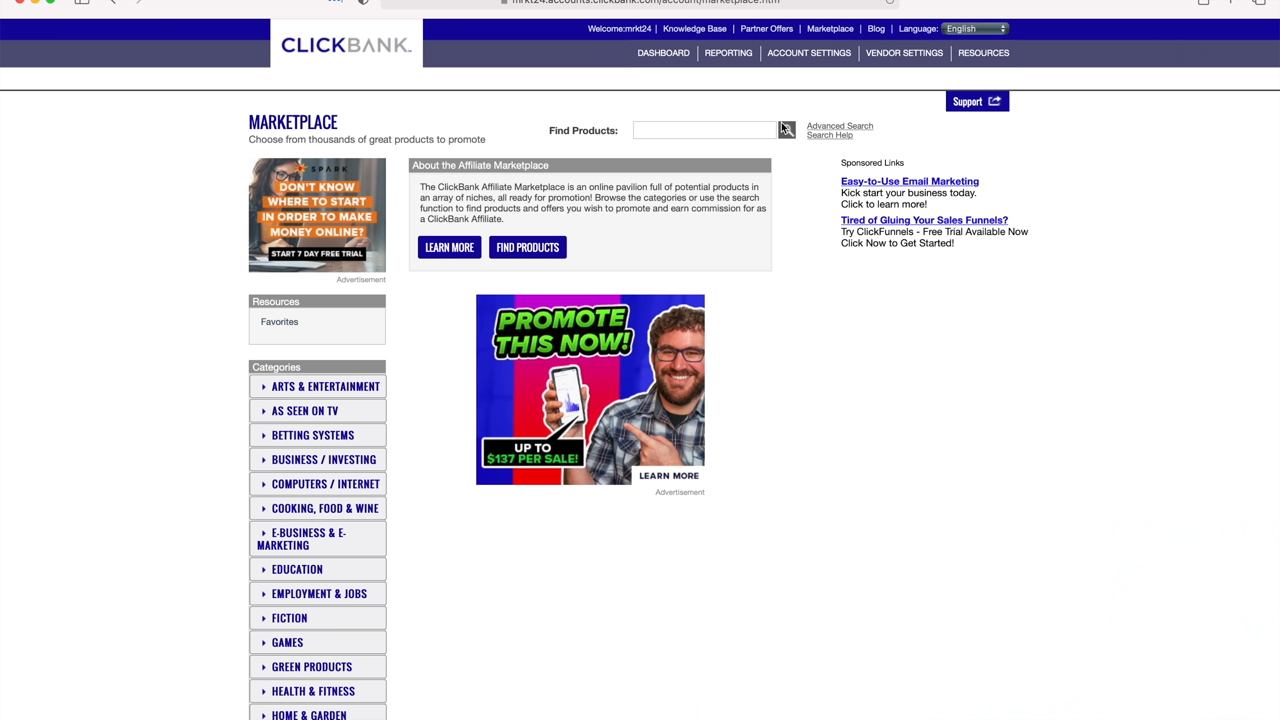 mrkt24.accounts.clickbank.com/account/marketplace.htm
CLICKBANK
Welcome:mrkt24 | Knowledge Base | Partner Offers | Marketplace | Blog | Language: English
DASHBOARD | REPORTING | ACCOUNT SETTINGS | VENDOR SETTINGS | RESOURCES
Support
MARKETPLACE
Choose from thousands of great products to promote
Find Products:
Advanced Search
Search Help
SPARK
DON'T KNOW
WHERE TO START
IN ORDER TO MAKE
MONEY ONLINE?
START 7 DAY FREE TRIAL
Advertisement
About the Affiliate Marketplace
The ClickBank Affiliate Marketplace is an online pavilion full of potential products in
an array of niches, all ready for promotion! Browse the categories or use the search
function to find products and offers you wish to promote and earn commission for as
a ClickBank Affiliate.
LEARN MORE
FIND PRODUCTS
Sponsored Links
Easy-to-Use Email Marketing
Kick start your business today.
Click to learn more!
Tired of Gluing Your Sales Funnels?
Try ClickFunnels - Free Trial Available Now
Click Now to Get Started!
Resources
Favorites
PROMOTE
THIS NOW!
UP TO
$137 PER SALE!
LEARN MORE
Advertisement
Categories
ARTS & ENTERTAINMENT
AS SEEN ON TV
BETTING SYSTEMS
BUSINESS / INVESTING
COMPUTERS / INTERNET
COOKING, FOOD & WINE
E-BUSINESS & E-
MARKETING
EDUCATION
EMPLOYMENT & JOBS
FICTION
GAMES
GREEN PRODUCTS
HEALTH & FITNESS
HOME & GARDEN